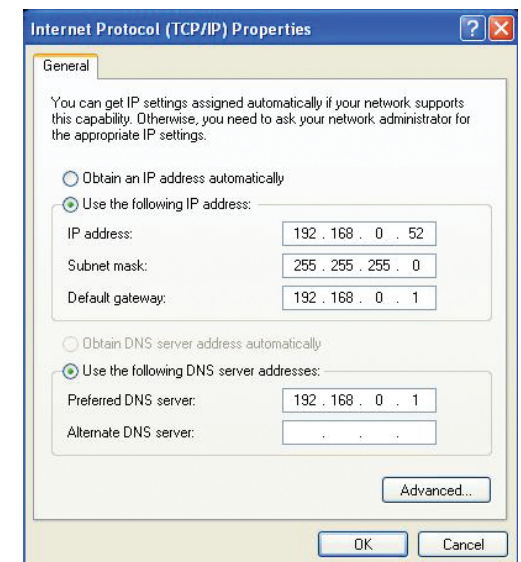 Internet Protocol (TCP/IP) Properties
General
You can get IP settings assigned automatically if your network supports
this capability. Otherwise, you need to ask your network administrator for
the appropriate IP settings.
Obtain an IP address automatically
Use the following IP address:
IP address: 192 . 168 . 0 . 52
Subnet mask: 255 . 255 . 255 . 0
Default gateway: 192 . 168 . 0 . 1
Obtain DNS server address automatically
Use the following DNS server addresses:
Preferred DNS server: 192 . 168 . 0 . 1
Alternate DNS server: . . .
Advanced...
OK Cancel